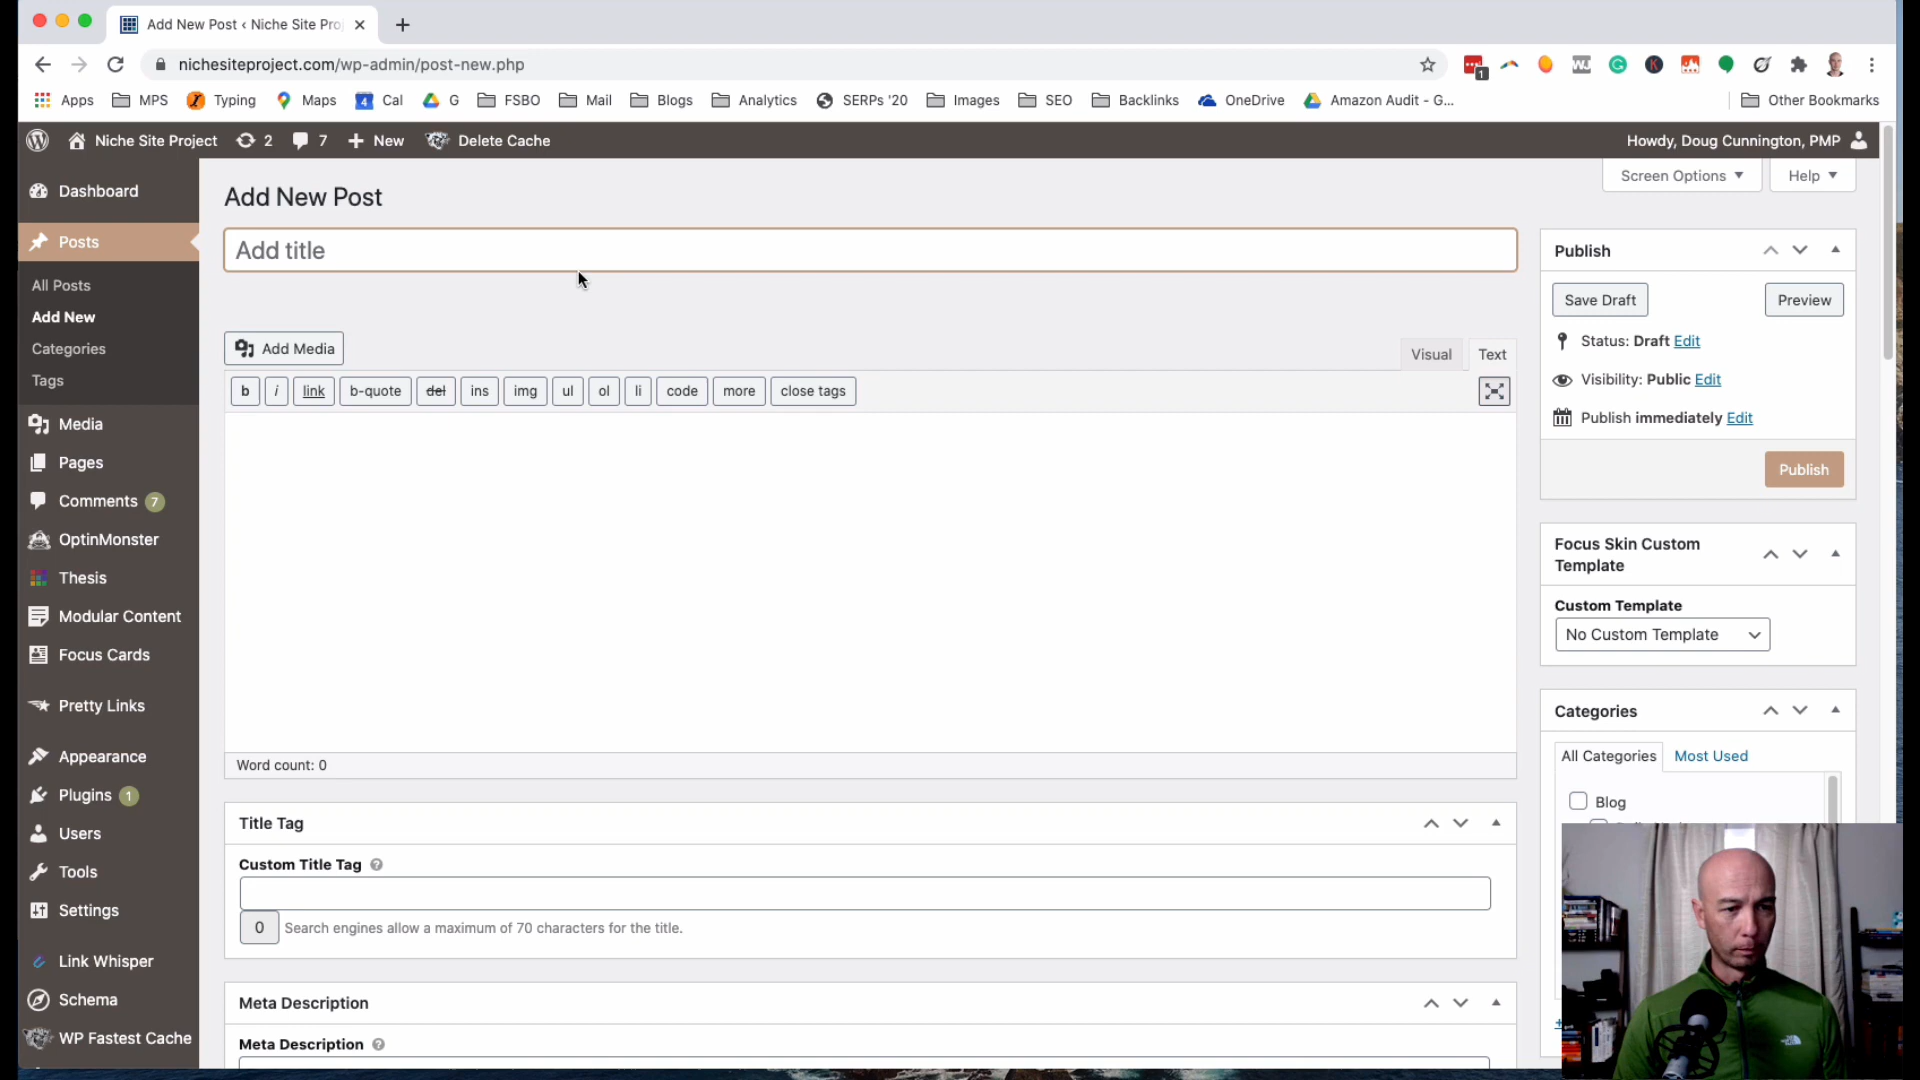 Add New Post ‹ Niche Site Pro
nichesiteproject.com/wp-admin/post-new.php
1
Apps
MPS
Typing
Maps
4
Cal
G
FSBO
Mail
Blogs
Analytics
SERPs '20
Images
SEO
Backlinks
OneDrive
Amazon Audit - G...
Other Bookmarks
Niche Site Project
2
7
New
Delete Cache
Howdy, Doug Cunnington, PMP
Screen Options
Help
Dashboard
Posts
All Posts
Add New
Categories
Tags
Media
Pages
Comments 7
OptinMonster
Thesis
Modular Content
Focus Cards
Pretty Links
Appearance
Plugins 1
Users
Tools
Settings
Link Whisper
Schema
WP Fastest Cache
Add New Post
Add title
Add Media
Visual
Text
b
i
link
b-quote
del
ins
img
ul
ol
li
code
more
close tags
Word count: 0
Title Tag
Custom Title Tag
0
Search engines allow a maximum of 70 characters for the title.
Meta Description
Meta Description
Publish
Save Draft
Preview
Status: Draft Edit
Visibility: Public Edit
Publish immediately Edit
Publish
Focus Skin Custom
Template
Custom Template
No Custom Template
Categories
All Categories
Most Used
Blog